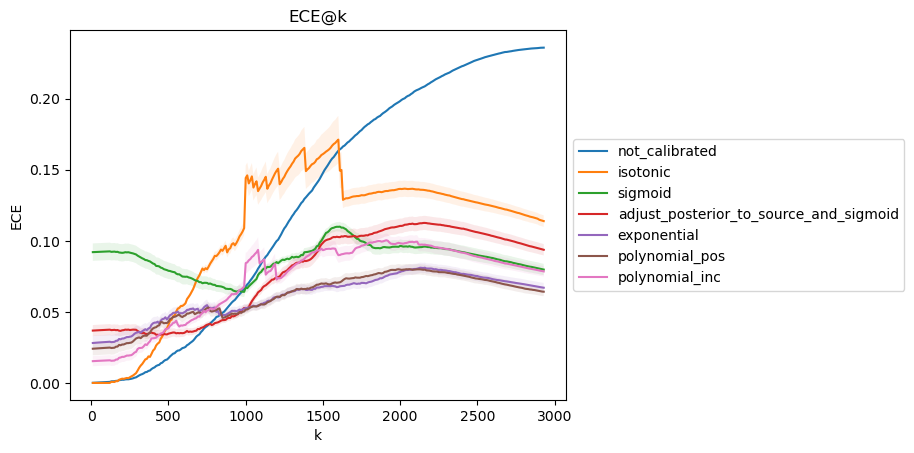 ECE@k
ECE
0.20
0.15
0.10
0.05
0.00
0 500 1000 1500 2000 2500 3000
k
not_calibrated
isotonic
sigmoid
adjust_posterior_to_source_and_sigmoid
exponential
polynomial_pos
polynomial_inc